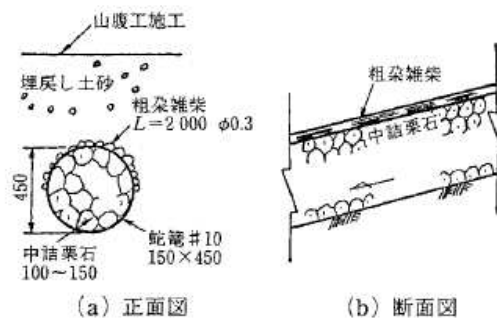 山腹工施工
埋戻し土砂
粗朶雑柴
L=2 000 φ0.3
450
中詰栗石
100～150
蛇篭#10
150×450
(a) 正面図
粗朶雑柴
中詰栗石
(b) 断面図